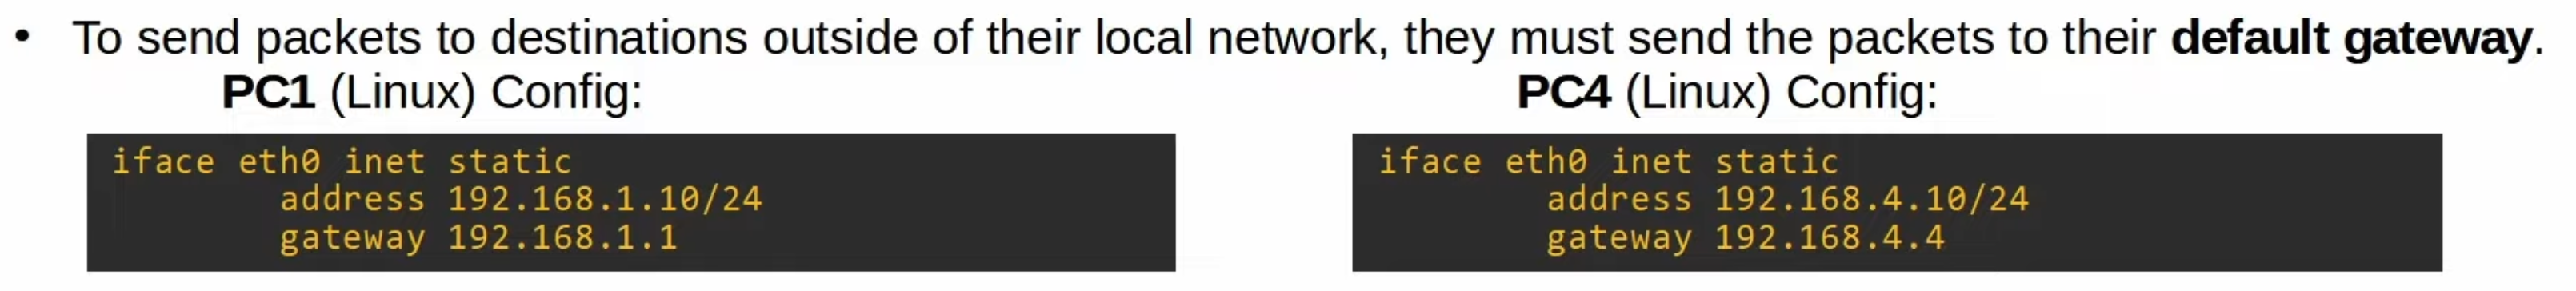 • To send packets to destinations outside of their local network, they must send the packets to their default gateway.
PC1 (Linux) Config:
iface eth0 inet static
address 192.168.1.10/24
gateway 192.168.1.1
PC4 (Linux) Config:
iface eth0 inet static
address 192.168.4.10/24
gateway 192.168.4.4